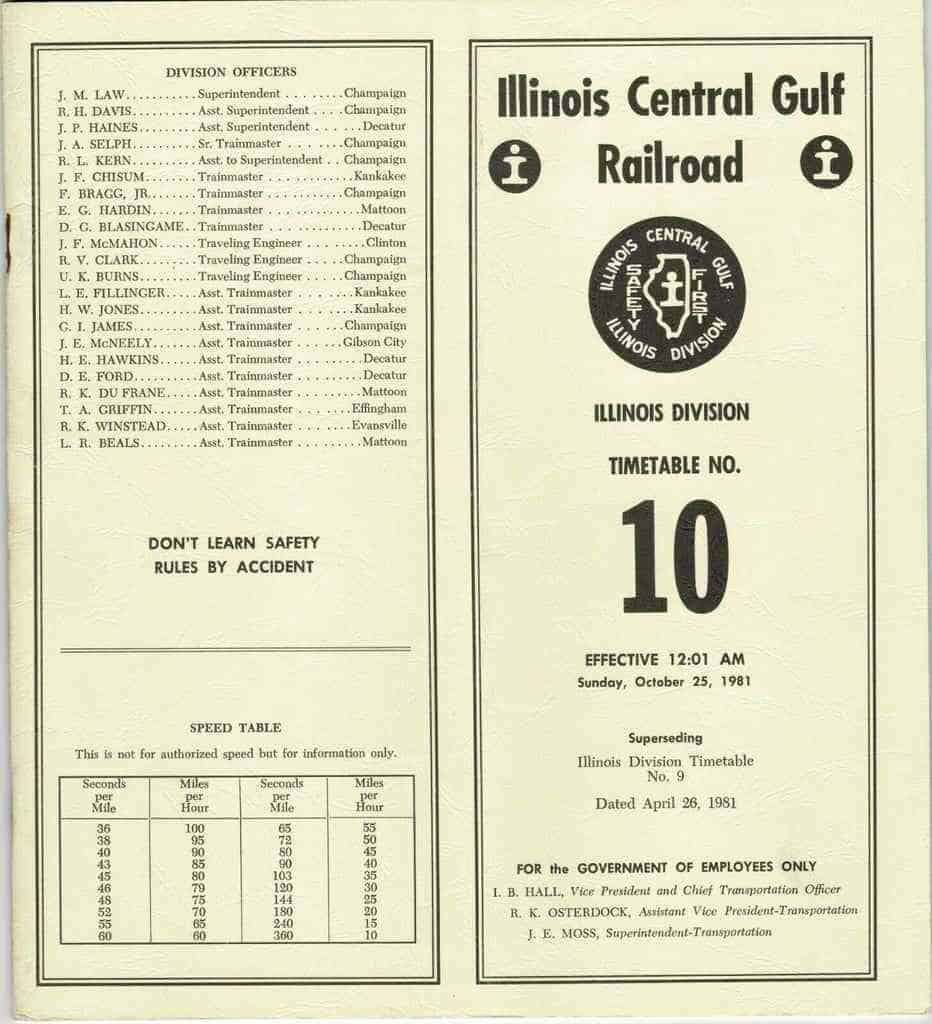 DIVISION OFFICERS
J. M. LAW...........Superintendent........Champaign
R. H. DAVIS.........Asst. Superintendent....Champaign
J. P. HAINES........Asst. Superintendent......Decatur
J. A. SELPH.........Sr. Trainmaster.......Champaign
R. L. KERN..........Asst. to Superintendent..Champaign
J. F. CHISUM........Trainmaster............Kankakee
F. BRAGG, JR........Trainmaster...........Champaign
E. G. HARDIN.......Trainmaster.............Mattoon
D. G. BLASINGAME..Trainmaster.............Decatur
J. F. McMAHON......Traveling Engineer........Clinton
R. V. CLARK.........Traveling Engineer.....Champaign
U. K. BURNS.........Traveling Engineer.....Champaign
L. E. FILLINGER.....Asst. Trainmaster.......Kankakee
H. W. JONES.........Asst. Trainmaster.......Kankakee
G. I. JAMES..........Asst. Trainmaster......Champaign
J. E. McNEELY.......Asst. Trainmaster......Gibson City
H. E. HAWKINS......Asst. Trainmaster.........Decatur
D. E. FORD..........Asst. Trainmaster.........Decatur
R. K. DU FRANE.....Asst. Trainmaster.........Mattoon
T. A. GRIFFIN.......Asst. Trainmaster.......Effingham
R. K. WINSTEAD.....Asst. Trainmaster.......Evansville
L. R. BEALS.........Asst. Trainmaster.........Mattoon
DON'T LEARN SAFETY
RULES BY ACCIDENT
SPEED TABLE
This is not for authorized speed but for information only.
Seconds Miles Seconds Miles
per per per per
Mile Hour Mile Hour
36 100 65 55
38 95 72 50
40 90 80 45
43 85 90 40
45 80 103 35
46 79 120 30
48 75 144 25
52 70 180 20
55 65 240 15
60 60 360 10
Illinois Central Gulf
i Railroad i
ILLINOIS CENTRAL GULF
SAFETY i FIRST
ILLINOIS DIVISION
ILLINOIS DIVISION
TIMETABLE NO.
10
EFFECTIVE 12:01 AM
Sunday, October 25, 1981
Superseding
Illinois Division Timetable
No. 9
Dated April 26, 1981
FOR the GOVERNMENT OF EMPLOYEES ONLY
I. B. HALL, Vice President and Chief Transportation Officer
R. K. OSTERDOCK, Assistant Vice President-Transportation
J. E. MOSS, Superintendent-Transportation